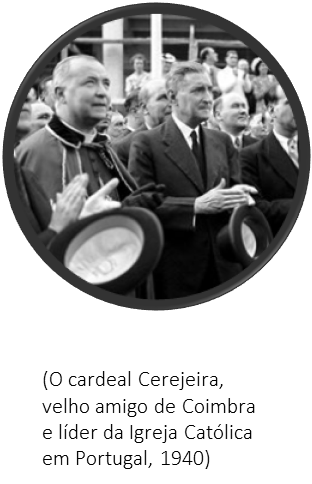 (O cardeal Cerejeira,
velho amigo de Coimbra
e líder da Igreja Católica
em Portugal, 1940)